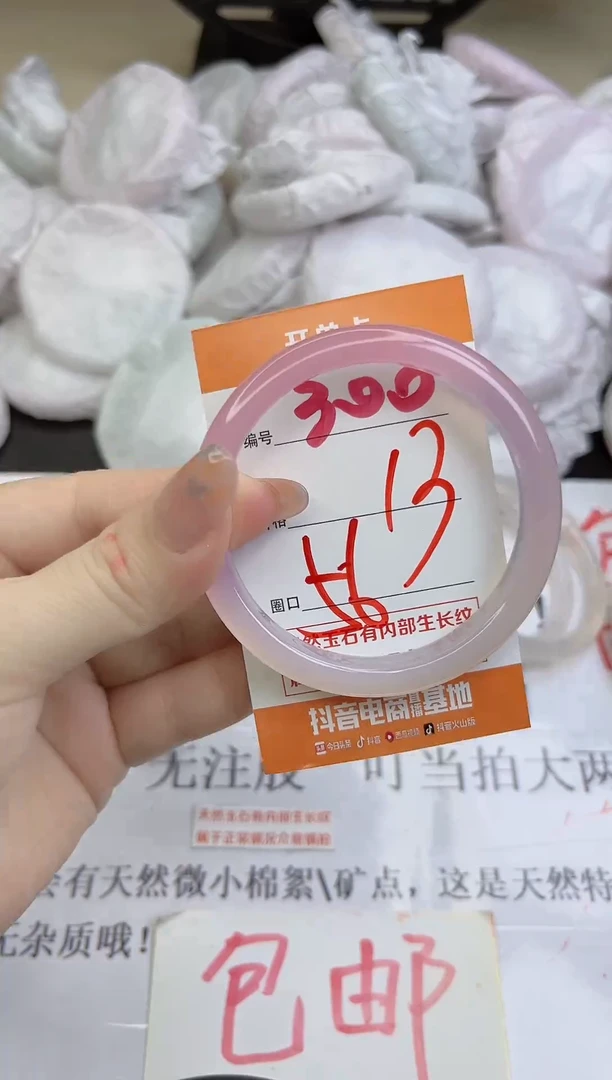 开单卡
编号 300
格 13
圈口 56
然玉石有内部生长纹
抖音电商直播基地
今日头条 抖音 西瓜视频 抖音火山版
无注胶 叮当拍大两
天然玉石有内部生长纹
属于正常情况介意慎拍
会有天然微小棉絮\矿点，这是天然特
无杂质哦！
包邮